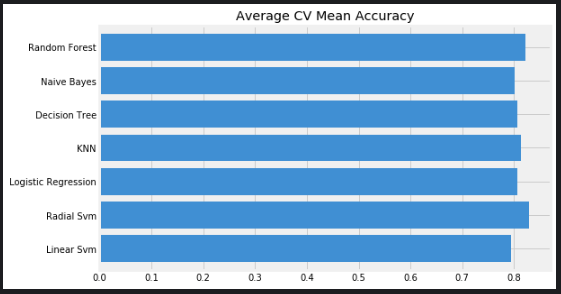 Average CV Mean Accuracy
Random Forest
Naive Bayes
Decision Tree
KNN
Logistic Regression
Radial Svm
Linear Svm
0.0 0.1 0.2 0.3 0.4 0.5 0.6 0.7 0.8